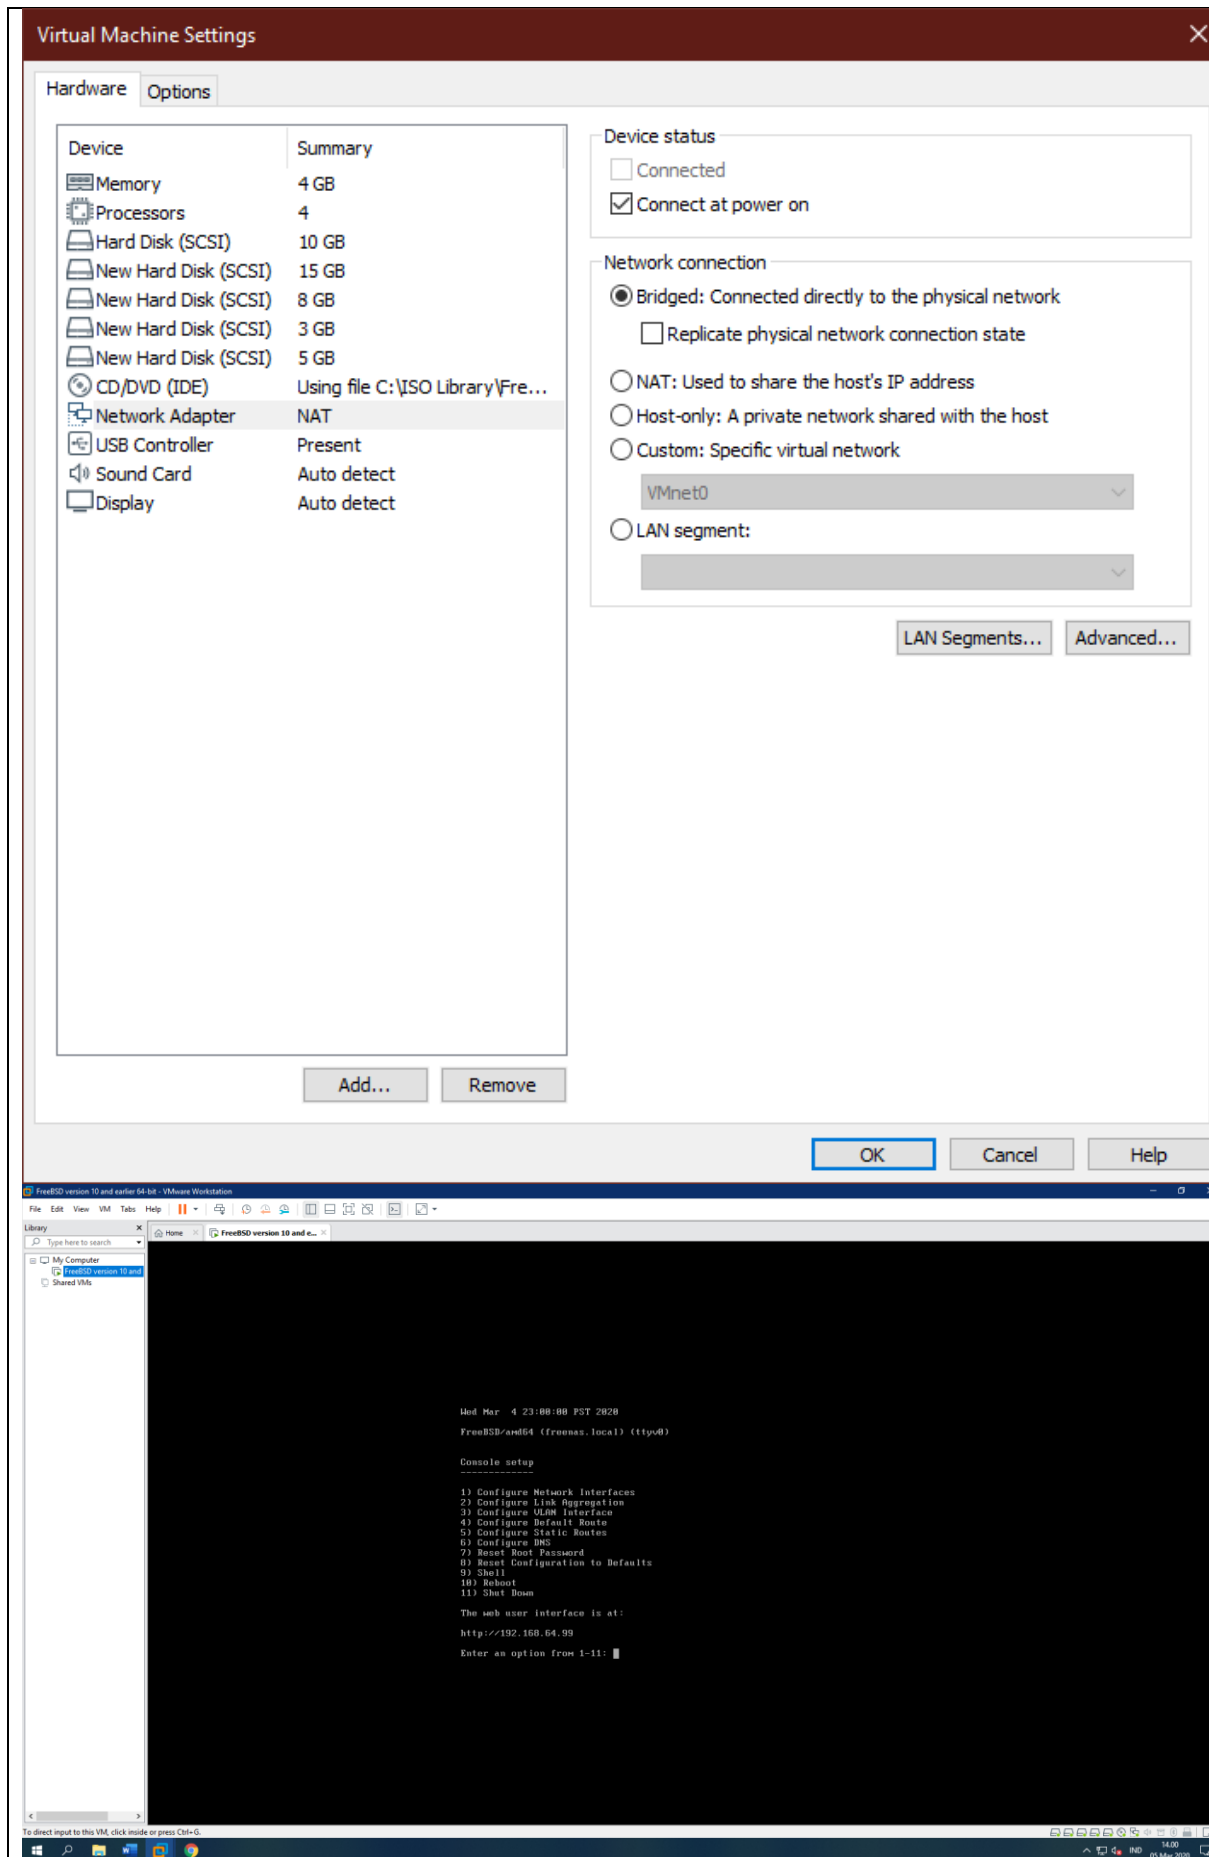 Virtual Machine Settings
Hardware Options
Device Summary
Memory 4 GB
Processors 4
Hard Disk (SCSI) 10 GB
New Hard Disk (SCSI) 15 GB
New Hard Disk (SCSI) 8 GB
New Hard Disk (SCSI) 3 GB
New Hard Disk (SCSI) 5 GB
CD/DVD (IDE) Using file C:\ISO Library\Fre...
Network Adapter NAT
USB Controller Present
Sound Card Auto detect
Display Auto detect
Add... Remove
Device status
Connected
Connect at power on
Network connection
Bridged: Connected directly to the physical network
Replicate physical network connection state
NAT: Used to share the host's IP address
Host-only: A private network shared with the host
Custom: Specific virtual network
VMnet0
LAN segment:
LAN Segments... Advanced...
OK Cancel Help
FreeBSD version 10 and earlier 64-bit - VMware Workstation
File Edit View VM Tabs Help
Library
Type here to search
My Computer
FreeBSD version 10 and
Shared VMs
Home FreeBSD version 10 and e...
Wed Mar 4 23:00:00 PST 2020
FreeBSD/amd64 (freenas.local) (ttyv0)
Console setup
-------------
1) Configure Network Interfaces
2) Configure Link Aggregation
3) Configure VLAN Interface
4) Configure Default Route
5) Configure Static Routes
6) Configure DNS
7) Reset Root Password
8) Reset Configuration to Defaults
9) Shell
10) Reboot
11) Shut Down
The web user interface is at:
http://192.168.64.99
Enter an option from 1-11:
To direct input to this VM, click inside or press Ctrl+G.
IND 14.00
05 Mar 2020